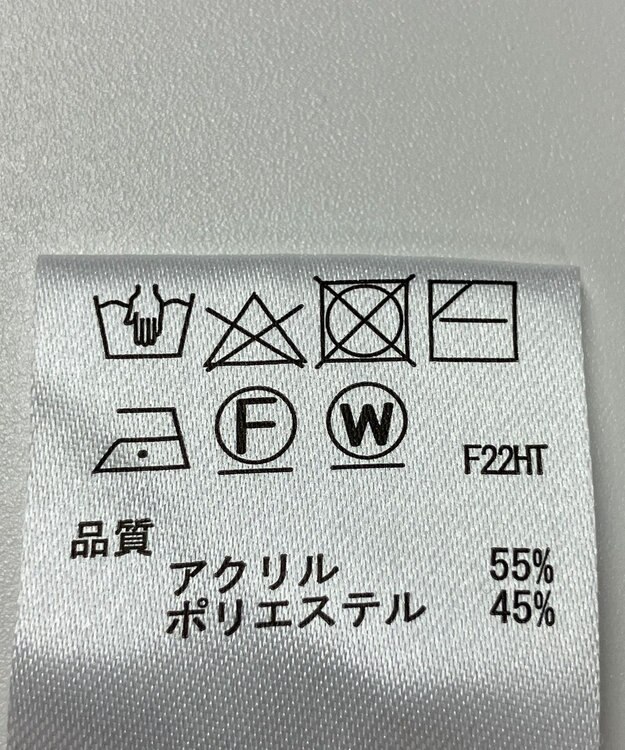 F W F22HT
品質
アクリル 55%
ポリエステル 45%